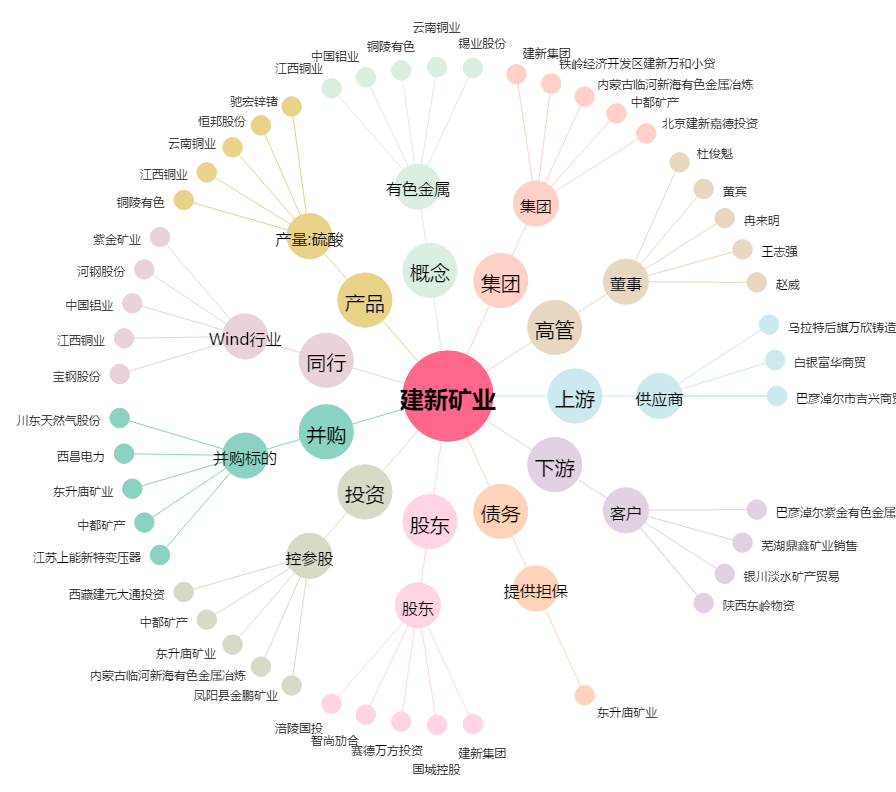 云南铜业
铜陵有色
锡业股份
中国铝业
江西铜业
建新集团
铁岭经济开发区建新万和小贷
内蒙古临河新海有色金属冶炼
中都矿产
北京建新嘉德投资
驰宏锌锗
恒邦股份
云南铜业
江西铜业
铜陵有色
杜俊魁
黄宾
冉来明
王志强
赵威
有色金属
集团
产量:硫酸
概念
集团
董事
紫金矿业
河钢股份
中国铝业
江西铜业
宝钢股份
产品
高管
Wind行业
同行
乌拉特后旗万欣铸造
白银富华商贸
巴彦淖尔市吉兴商贸
建新矿业
上游
供应商
川东天然气股份
西昌电力
东升庙矿业
中都矿产
江苏上能新特变压器
并购
并购标的
下游
投资
股东
债务
客户
巴彦淖尔紫金有色金属
芜湖鼎鑫矿业销售
银川淡水矿产贸易
陕西东岭物资
控参股
西藏建元大通投资
中都矿产
东升庙矿业
内蒙古临河新海有色金属冶炼
凤阳县金鹏矿业
股东
提供担保
涪陵国投
智尚劢合
赛德万方投资
国城控股
建新集团
东升庙矿业